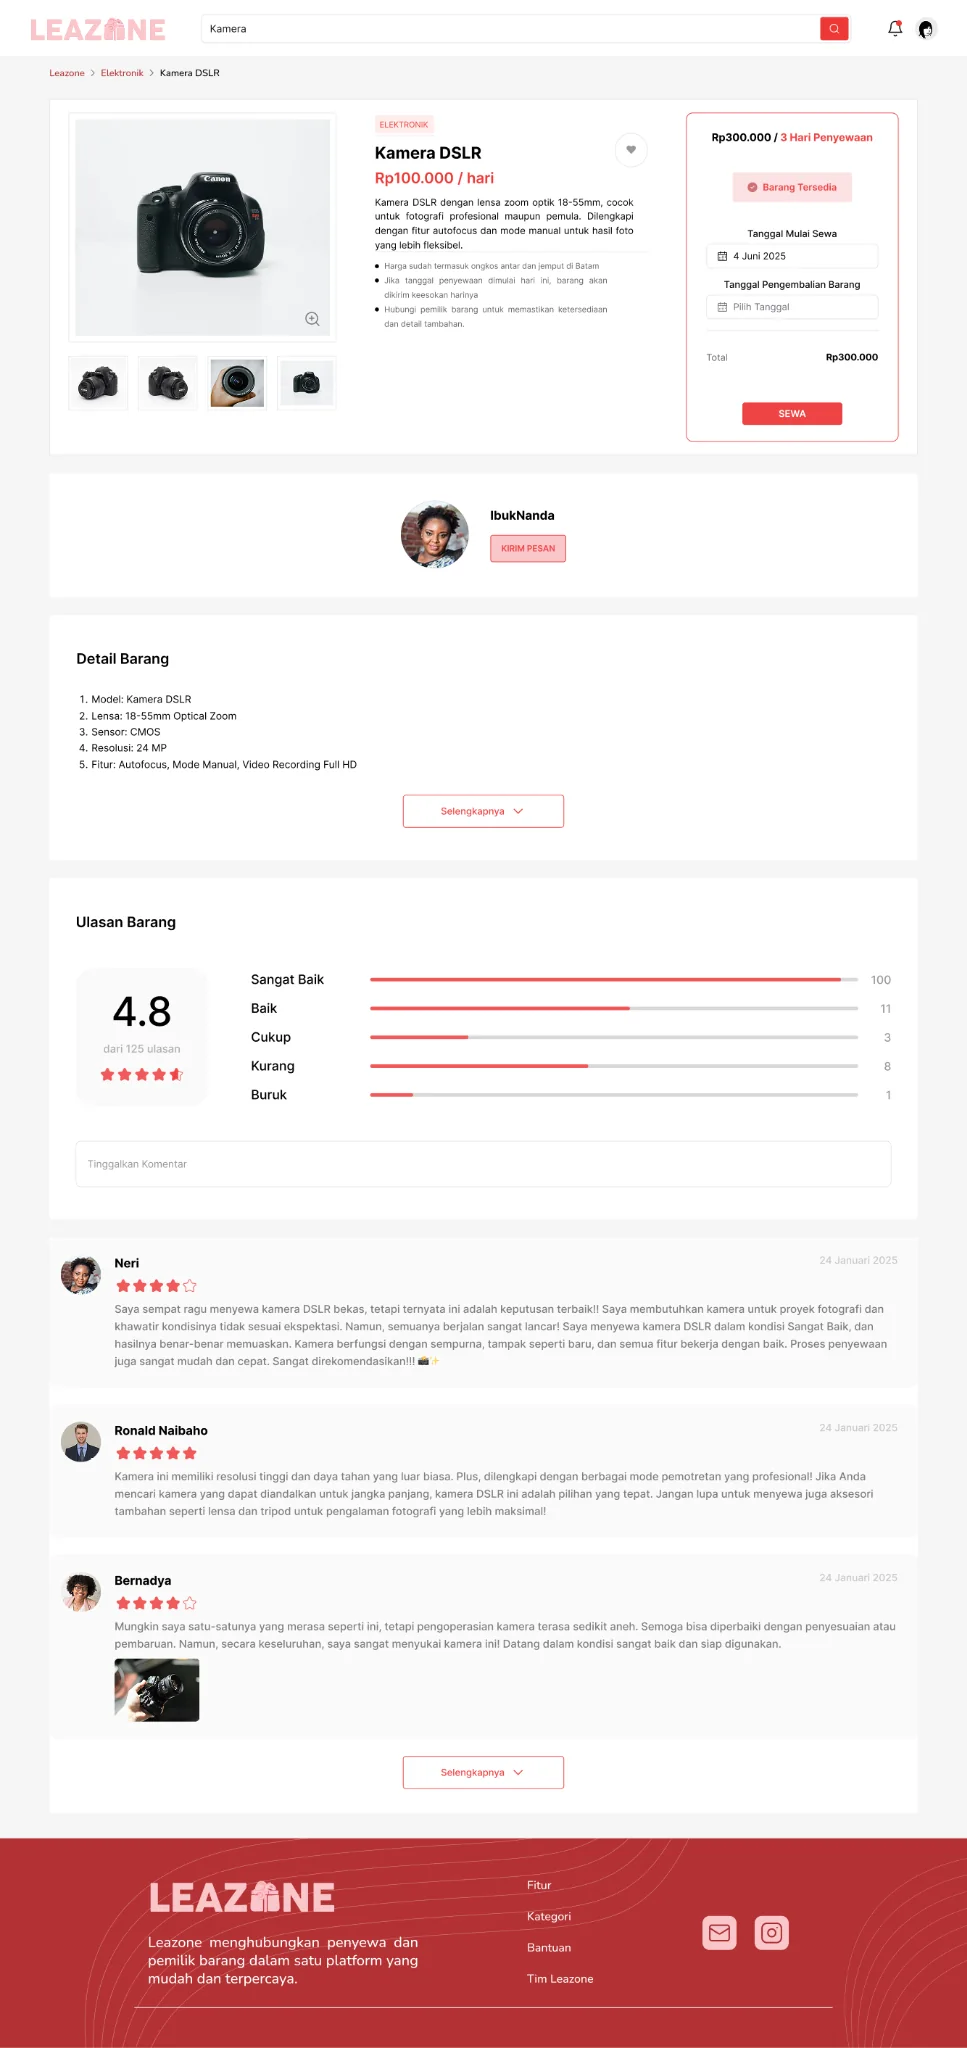 LEAZONE
Kamera
Leazone > Elektronik > Kamera DSLR
Canon
ELEKTRONIK
Kamera DSLR
Rp100.000 / hari
Kamera DSLR dengan lensa zoom optik 18-55mm, cocok
untuk fotografi profesional maupun pemula. Dilengkapi
dengan fitur autofocus dan mode manual untuk hasil foto
yang lebih fleksibel.
• Harga sudah termasuk ongkos antar dan jemput di Batam
• Jika tanggal penyewaan dimulai hari ini, barang akan
dikirim keesokan harinya
• Hubungi pemilik barang untuk memastikan ketersediaan
dan detail tambahan.
Rp300.000 / 3 Hari Penyewaan
Barang Tersedia
Tanggal Mulai Sewa
4 Juni 2025
Tanggal Pengembalian Barang
Pilih Tanggal
Total Rp300.000
SEWA
IbukNanda
KIRIM PESAN
Detail Barang
1. Model: Kamera DSLR
2. Lensa: 18-55mm Optical Zoom
3. Sensor: CMOS
4. Resolusi: 24 MP
5. Fitur: Autofocus, Mode Manual, Video Recording Full HD
Selengkapnya
Ulasan Barang
4.8
dari 125 ulasan
Sangat Baik 100
Baik 11
Cukup 3
Kurang 8
Buruk 1
Tinggalkan Komentar
Neri
24 Januari 2025
Saya sempat ragu menyewa kamera DSLR bekas, tetapi ternyata ini adalah keputusan terbaik!! Saya membutuhkan kamera untuk proyek fotografi dan
khawatir kondisinya tidak sesuai ekspektasi. Namun, semuanya berjalan sangat lancar! Saya menyewa kamera DSLR dalam kondisi Sangat Baik, dan
hasilnya benar-benar memuaskan. Kamera berfungsi dengan sempurna, tampak seperti baru, dan semua fitur bekerja dengan baik. Proses penyewaan
juga sangat mudah dan cepat. Sangat direkomendasikan!!! 📸✨
Ronald Naibaho
24 Januari 2025
Kamera ini memiliki resolusi tinggi dan daya tahan yang luar biasa. Plus, dilengkapi dengan berbagai mode pemotretan yang profesional! Jika Anda
mencari kamera yang dapat diandalkan untuk jangka panjang, kamera DSLR ini adalah pilihan yang tepat. Jangan lupa untuk menyewa juga aksesori
tambahan seperti lensa dan tripod untuk pengalaman fotografi yang lebih maksimal!
Bernadya
24 Januari 2025
Mungkin saya satu-satunya yang merasa seperti ini, tetapi pengoperasian kamera terasa sedikit aneh. Semoga bisa diperbaiki dengan penyesuaian atau
pembaruan. Namun, secara keseluruhan, saya sangat menyukai kamera ini! Datang dalam kondisi sangat baik dan siap digunakan.
Selengkapnya
LEAZONE
Leazone menghubungkan penyewa dan
pemilik barang dalam satu platform yang
mudah dan terpercaya.
Fitur
Kategori
Bantuan
Tim Leazone